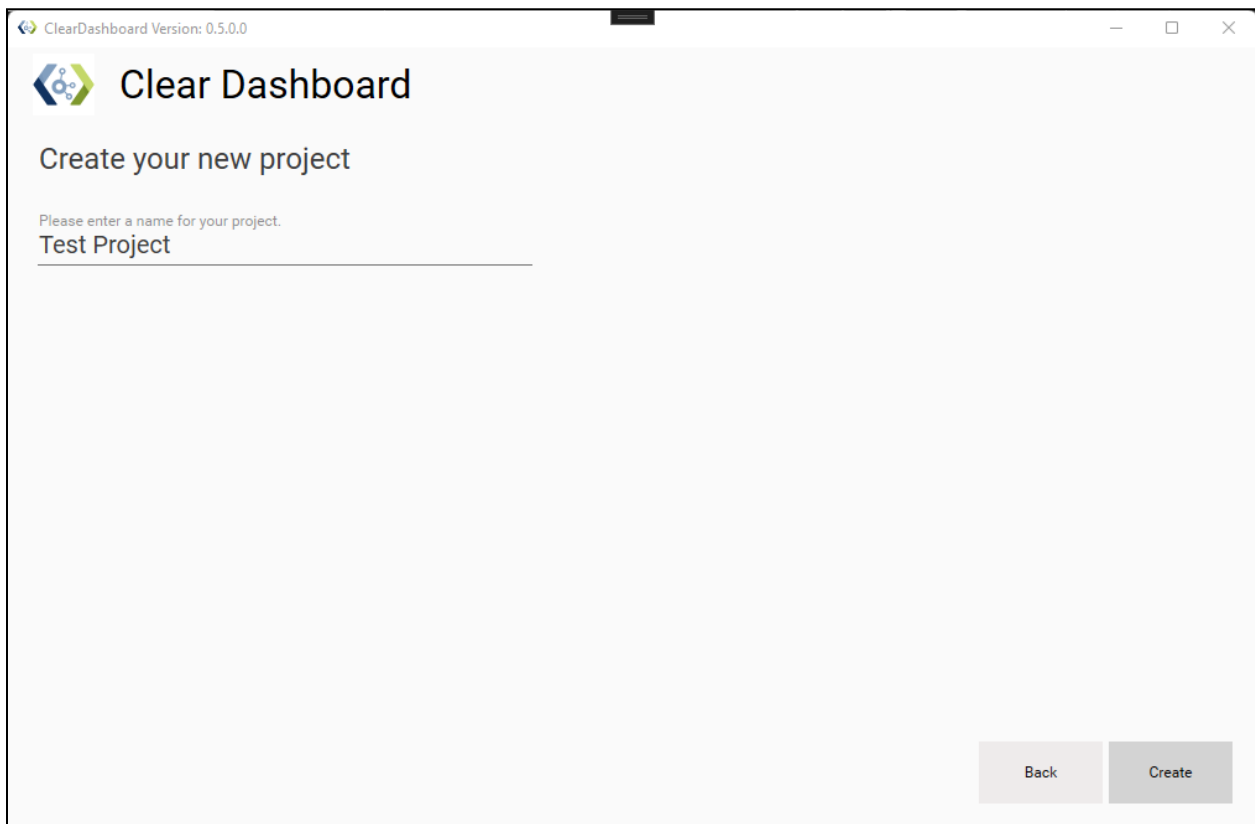 ClearDashboard Version: 0.5.0.0
Clear Dashboard
Create your new project
Please enter a name for your project.
Test Project
Back Create